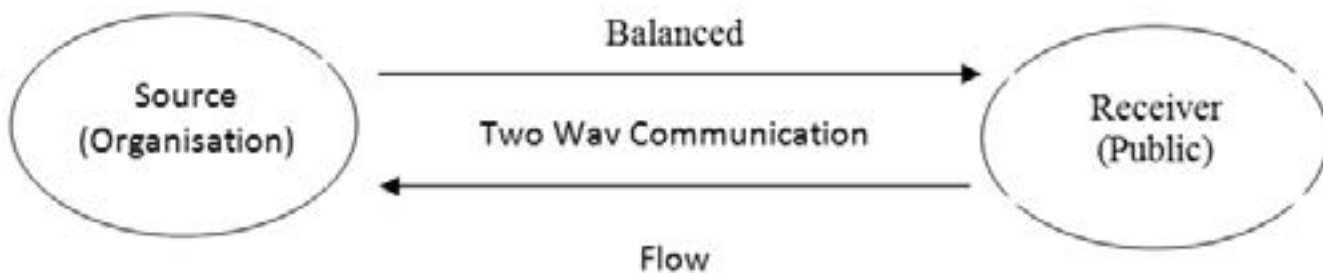 Balanced
Source
(Organisation)
Two Wav Communication
Receiver
(Public)
Flow